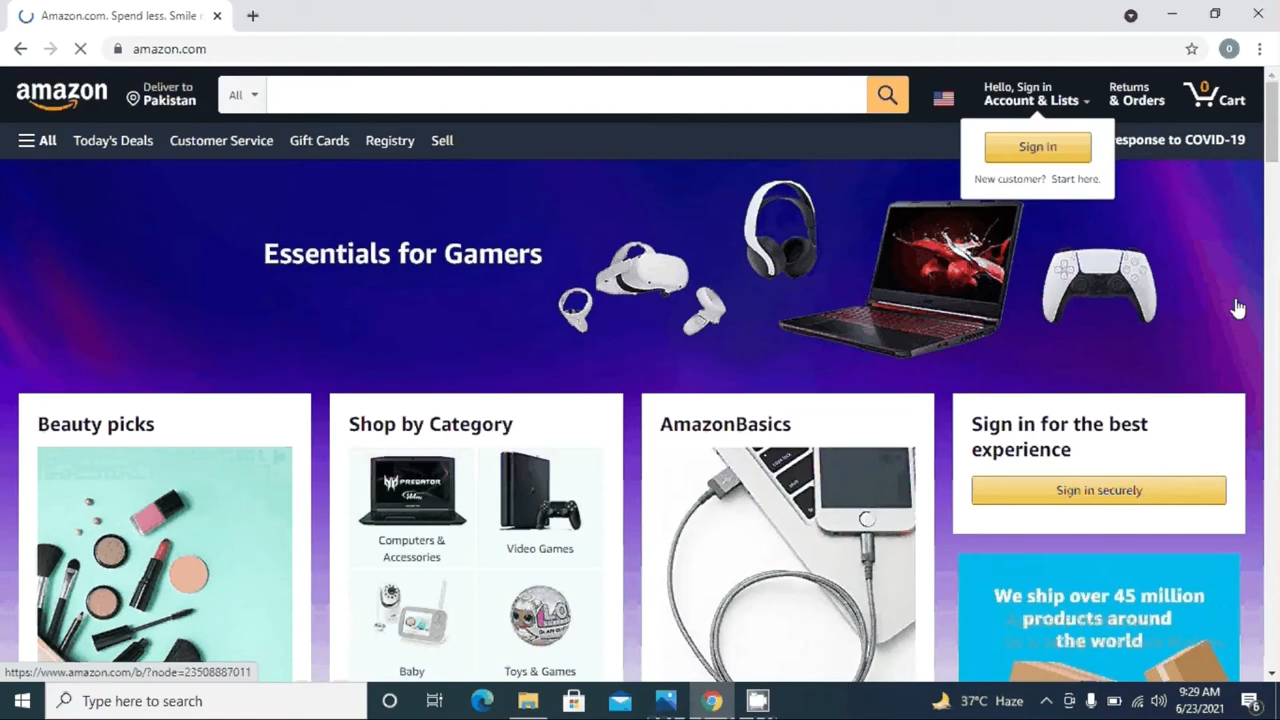 Amazon.com. Spend less. Smile
amazon.com
O
amazon
Deliver to
Pakistan
All
Hello, Sign in
Account & Lists
Returns
& Orders
0
Cart
All
Today's Deals
Customer Service
Gift Cards
Registry
Sell
esponse to COVID-19
Sign in
New customer? Start here.
Essentials for Gamers
Beauty picks
Shop by Category
PREDATOR
Computers &
Accessories
Video Games
Baby
Toys & Games
AmazonBasics
Sign in for the best
experience
Sign in securely
We ship over 45 million
products around
the world
https://www.amazon.com/b/?node=23508887011
Type here to search
37°C Haze
9:29 AM
6/23/2021
6